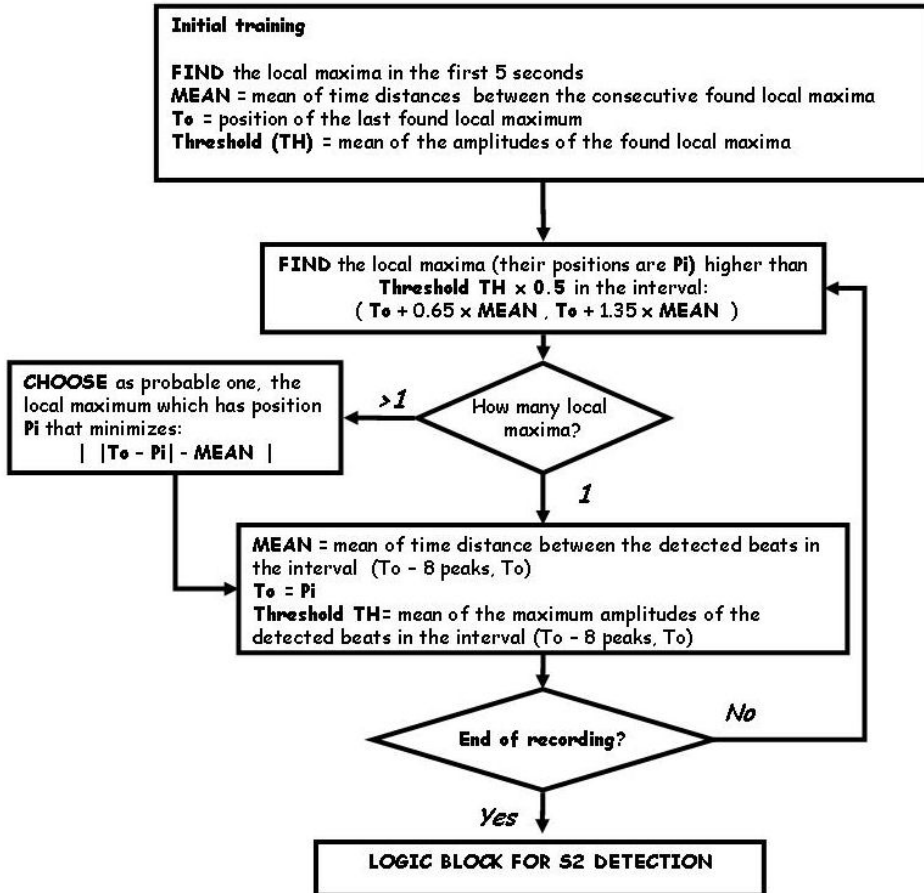 Initial training
FIND the local maxima in the first 5 seconds
MEAN = mean of time distances between the consecutive found local maxima
To = position of the last found local maximum
Threshold (TH) = mean of the amplitudes of the found local maxima
FIND the local maxima (their positions are Pi) higher than
Threshold TH x 0.5 in the interval:
( To + 0.65 x MEAN , To + 1.35 x MEAN )
CHOOSE as probable one, the
local maximum which has position
Pi that minimizes:
| |To - Pi| - MEAN |
>1
How many local
maxima?
1
MEAN = mean of time distance between the detected beats in
the interval (To - 8 peaks, To)
To = Pi
Threshold TH= mean of the maximum amplitudes of the
detected beats in the interval (To - 8 peaks, To)
End of recording?
No
Yes
LOGIC BLOCK FOR S2 DETECTION